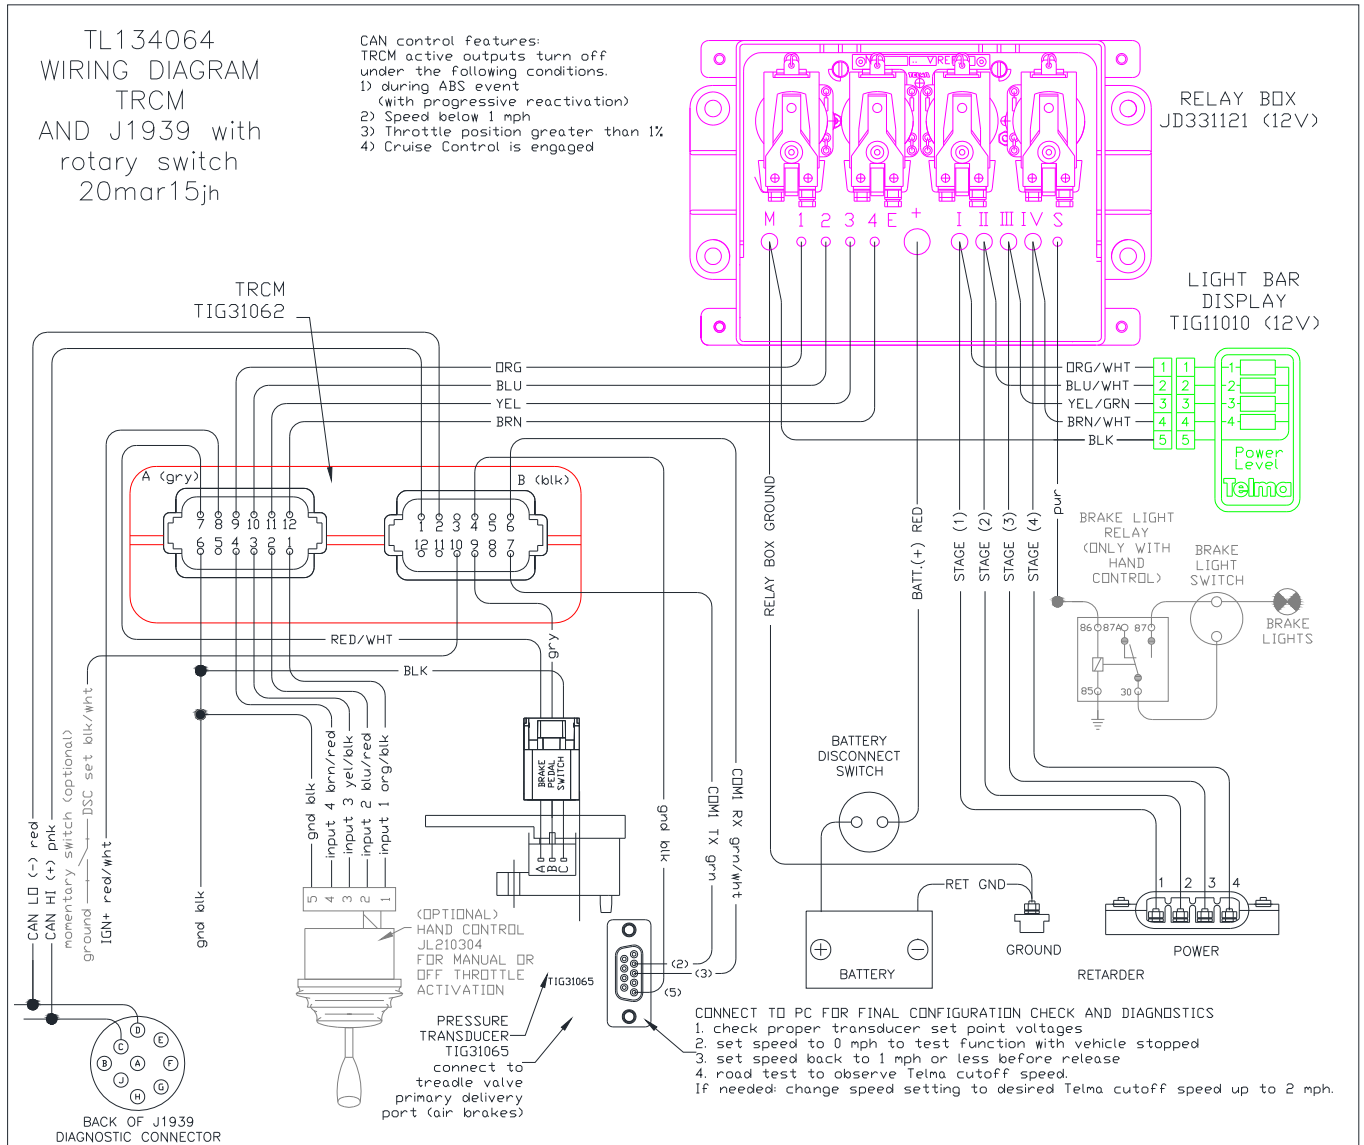 TL134064
WIRING DIAGRAM
TRCM
AND J1939 with
rotary switch
20mar15jh
CAN control features:
TRCM active outputs turn off
under the following conditions.
1) during ABS event
(with progressive reactivation)
2) Speed below 1 mph
3) Throttle position greater than 1%
4) Cruise Control is engaged
RELAY BOX
JD331121 (12V)
M 1 2 3 4 E + I II III IV S
LIGHT BAR
DISPLAY
TIG11010 (12V)
TRCM
TIG31062
ORG
BLU
YEL
BRN
ORG/WHT
BLU/WHT
YEL/GRN
BRN/WHT
BLK
1 1 1
2 2 2
3 3 3
4 4 4
5 5
Power
Level
Telma
A (gry)
B (blk)
7 8 9 10 11 12
6 5 4 3 2 1
1 2 3 4 5 6
12 11 10 9 8 7
RELAY BOX GROUND
BATT.(+) RED
STAGE (1)
STAGE (2)
STAGE (3)
STAGE (4)
pur
BRAKE LIGHT
RELAY
(ONLY WITH
HAND
CONTROL)
BRAKE
LIGHT
SWITCH
BRAKE
LIGHTS
86 87A 87
85 30
RED/WHT
BLK
gry
CAN LO (-) red
CAN HI (+) pnk
momentary switch (optional)
ground
DSC set blk/wht
IGN+ red/wht
gnd blk
gnd blk
input 4 brn/red
input 3 yel/blk
input 2 blu/red
input 1 org/blk
5 4 3 2 1
BRAKE
PEDAL
SWITCH
A B C
gnd blk
COM1 TX grn
COM1 RX grn/wht
BATTERY
DISCONNECT
SWITCH
RET GND
BATTERY
GROUND
1 2 3 4
POWER
RETARDER
(OPTIONAL)
HAND CONTROL
JL210304
FOR MANUAL OR
OFF THROTTLE
ACTIVATION
TIG31065
(2)
(3)
(5)
PRESSURE
TRANSDUCER
TIG31065
connect to
treadle valve
primary delivery
port (air brakes)
CONNECT TO PC FOR FINAL CONFIGURATION CHECK AND DIAGNOSTICS
1. check proper transducer set point voltages
2. set speed to 0 mph to test function with vehicle stopped
3. set speed back to 1 mph or less before release
4. road test to observe Telma cutoff speed.
If needed: change speed setting to desired Telma cutoff speed up to 2 mph.
D
C E
B A F
J G
H
BACK OF J1939
DIAGNOSTIC CONNECTOR